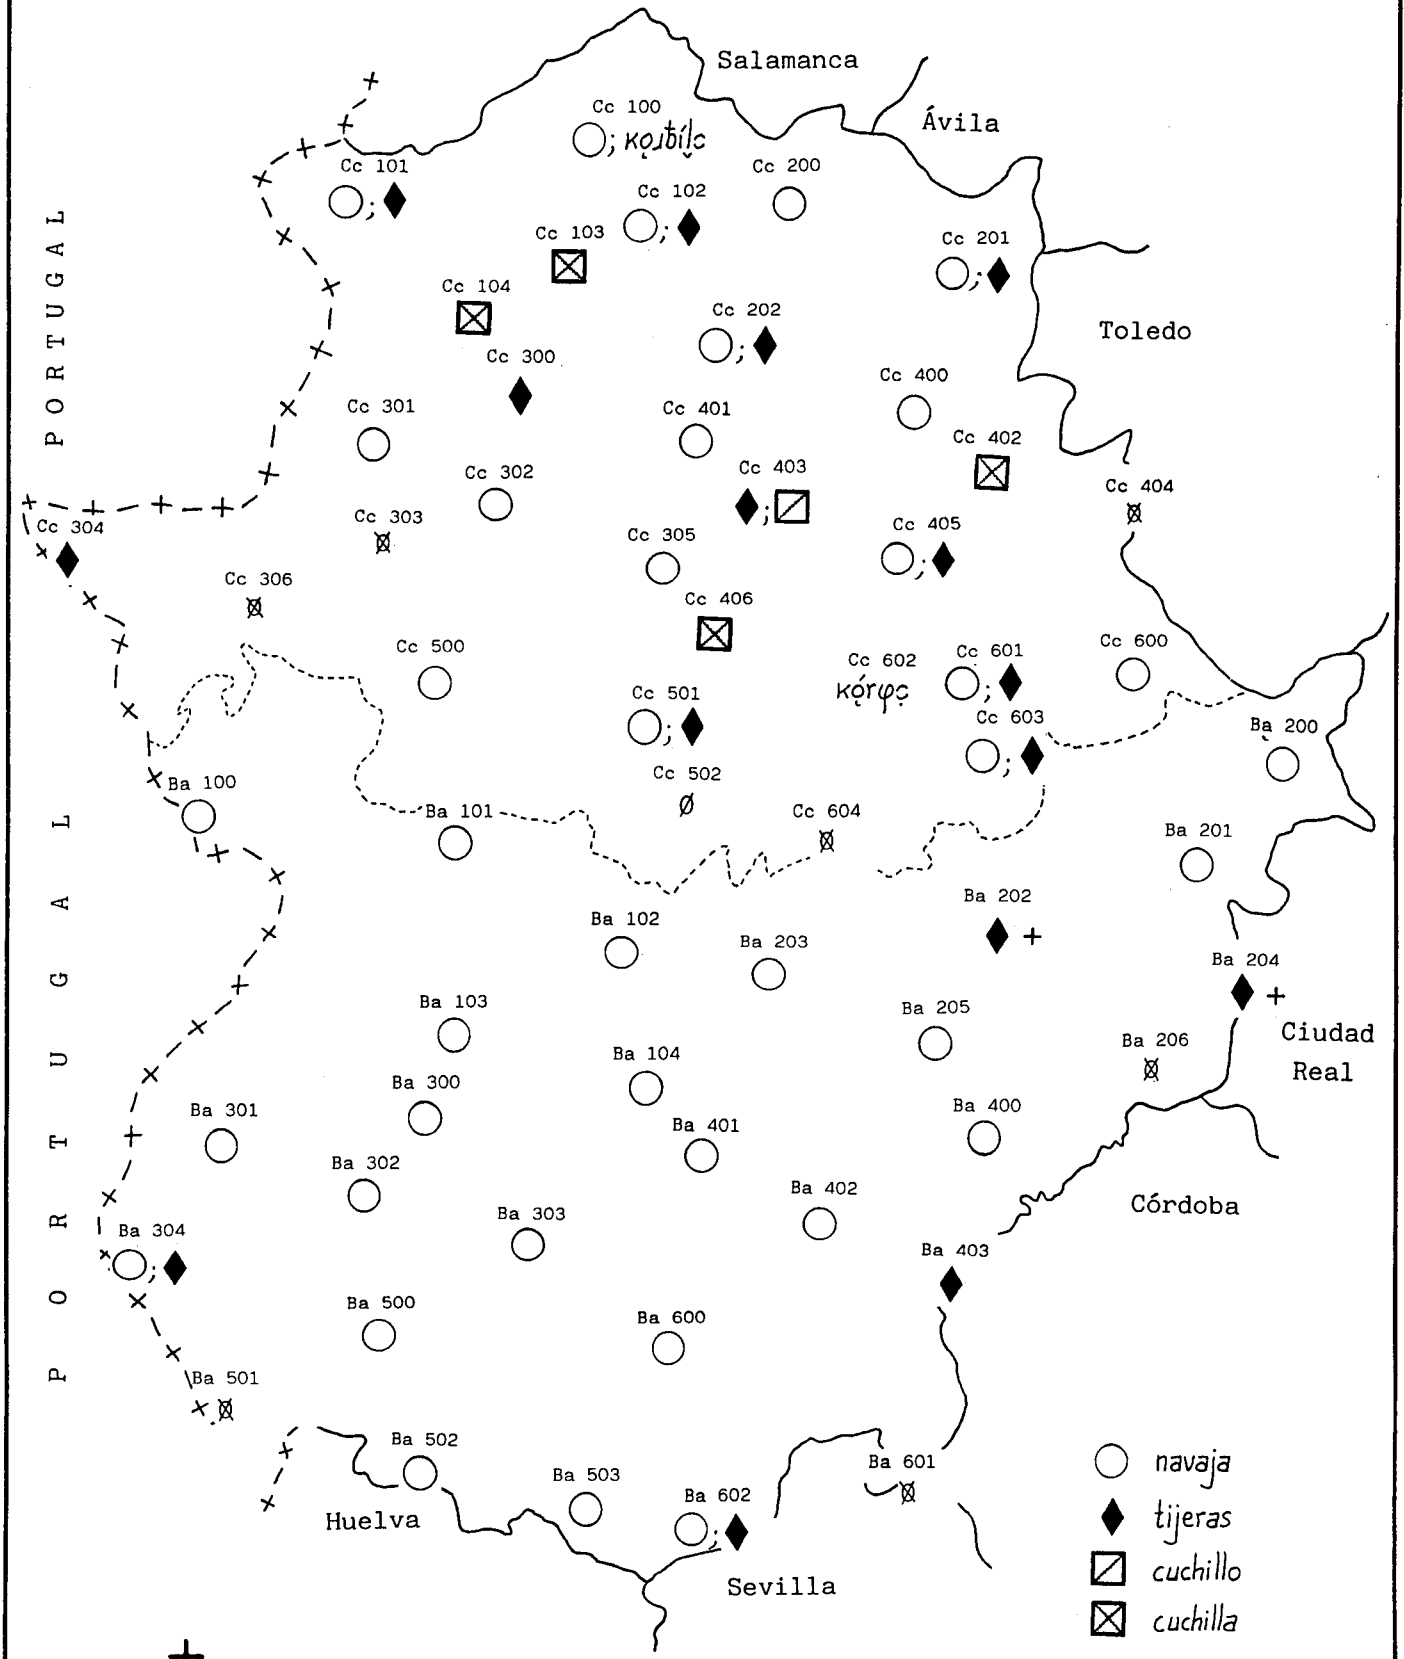 Salamanca
Cc 100
Ávila
Cc 101
Cc 200
;
Cc 102
;
;
Cc 103
Cc 201
;
Cc 104
Cc 202
Toledo
;
Cc 300
Cc 400
Cc 301
Cc 401
Cc 402
Cc 302
Cc 403
;
Cc 404
Cc 303
Cc 304
Cc 405
;
Cc 305
Cc 306
Cc 406
Cc 500
Cc 600
Cc 601
;
Cc 602
Cc 501
;
Cc 603
;
Ba 200
Cc 502
Ø
Ba 100
Ba 101
Cc 604
Ba 201
Ba 202
+
Ba 102
Ba 203
Ba 204
+
Ba 103
Ba 205
Ciudad
Real
Ba 206
Ba 104
Ba 300
Ba 301
Ba 400
Ba 401
Ba 302
Ba 402
Córdoba
Ba 303
Ba 304
;
Ba 403
Ba 500
Ba 600
Ba 501
Ba 502
Ba 601
Ba 503
Ba 602
;
Huelva
Sevilla
PORTUGAL
PORTUGAL
navaja
tijeras
cuchillo
cuchilla